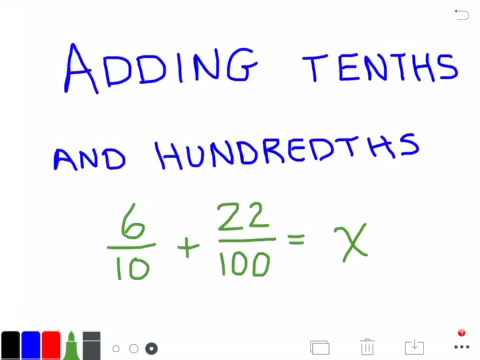 ADDING TENTHS
AND HUNDREDTHS
6/10 + 22/100 = x